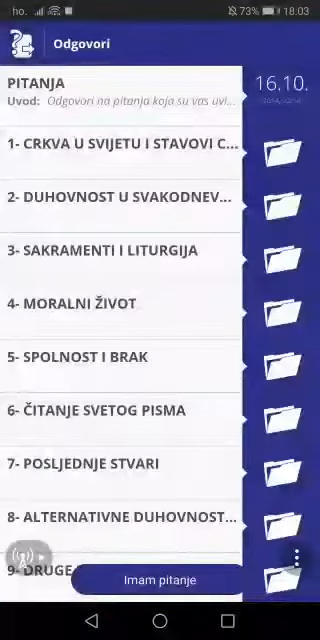 ho. 73% 18:03
Odgovori
PITANJA
Uvod: Odgovori na pitanja koja su vas uvi...
16.10.
1- CRKVA U SVIJETU I STAVOVI C...
2- DUHOVNOST U SVAKODNEV...
3- SAKRAMENTI I LITURGIJA
4- MORALNI ŽIVOT
5- SPOLNOST I BRAK
6- ČITANJE SVETOG PISMA
7- POSLJEDNJE STVARI
8- ALTERNATIVNE DUHOVNOST...
9- DRUGE
Imam pitanje